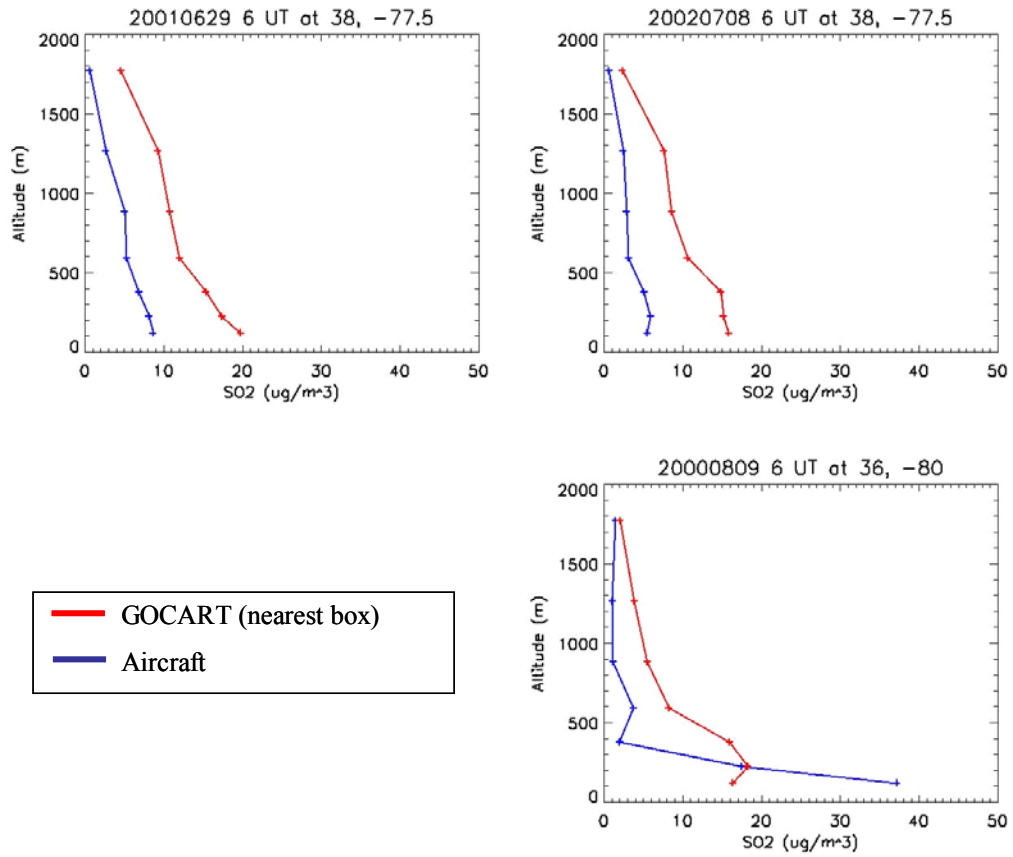 20010629 6 UT at 38, -77.5
2000
1500
1000
500
0
Altitude (m)
0 10 20 30 40 50
SO2 (ug/m^3)
20020708 6 UT at 38, -77.5
2000
1500
1000
500
0
Altitude (m)
0 10 20 30 40 50
SO2 (ug/m^3)
20000809 6 UT at 36, -80
2000
1500
1000
500
0
Altitude (m)
0 10 20 30 40 50
SO2 (ug/m^3)
GOCART (nearest box)
Aircraft